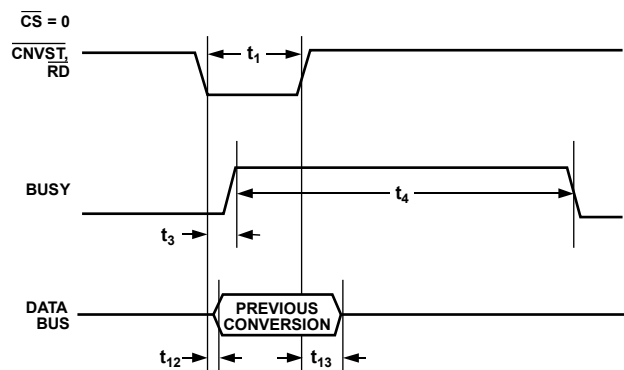 CS = 0
CNVST,
RD
t1
BUSY
t4
t3
DATA
BUS
PREVIOUS
CONVERSION
t12
t13